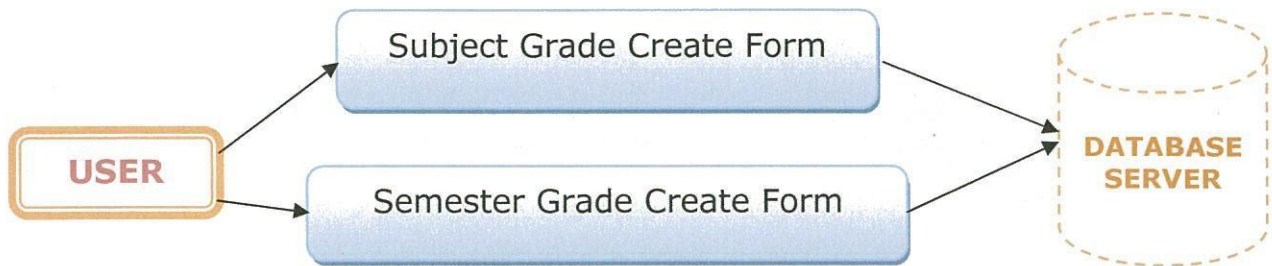 Subject Grade Create Form
USER
Semester Grade Create Form
DATABASE
SERVER